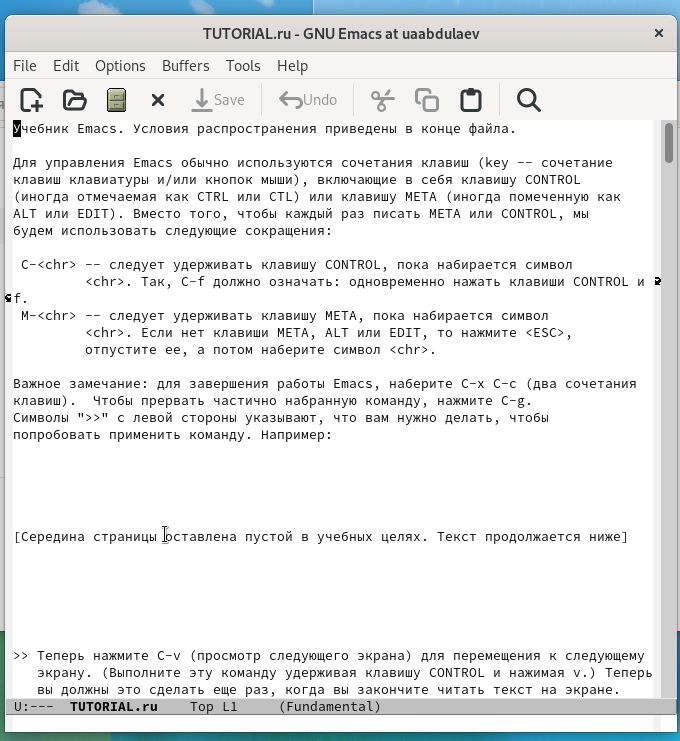 TUTORIAL.ru - GNU Emacs at uaabdulaev
File Edit Options Buffers Tools Help
Save Undo
Учебник Emacs. Условия распространения приведены в конце файла.
Для управления Emacs обычно используются сочетания клавиш (key -- сочетание
клавиш клавиатуры и/или кнопок мыши), включающие в себя клавишу CONTROL
(иногда отмечаемая как CTRL или CTL) или клавишу META (иногда помеченную как
ALT или EDIT). Вместо того, чтобы каждый раз писать META или CONTROL, мы
будем использовать следующие сокращения:
C-<chr> -- следует удерживать клавишу CONTROL, пока набирается символ
<chr>. Так, C-f должно означать: одновременно нажать клавиши CONTROL и
f.
M-<chr> -- следует удерживать клавишу META, пока набирается символ
<chr>. Если нет клавиши META, ALT или EDIT, то нажмите <ESC>,
отпустите ее, а потом наберите символ <chr>.
Важное замечание: для завершения работы Emacs, наберите C-x C-c (два сочетания
клавиш). Чтобы прервать частично набранную команду, нажмите C-g.
Символы ">>" с левой стороны указывают, что вам нужно делать, чтобы
попробовать применить команду. Например:
[Середина страницы оставлена пустой в учебных целях. Текст продолжается ниже]
>> Теперь нажмите C-v (просмотр следующего экрана) для перемещения к следующему
экрану. (Выполните эту команду удерживая клавишу CONTROL и нажимая v.) Теперь
вы должны это сделать еще раз, когда вы закончите читать текст на экране.
U:--- TUTORIAL.ru Top L1 (Fundamental)